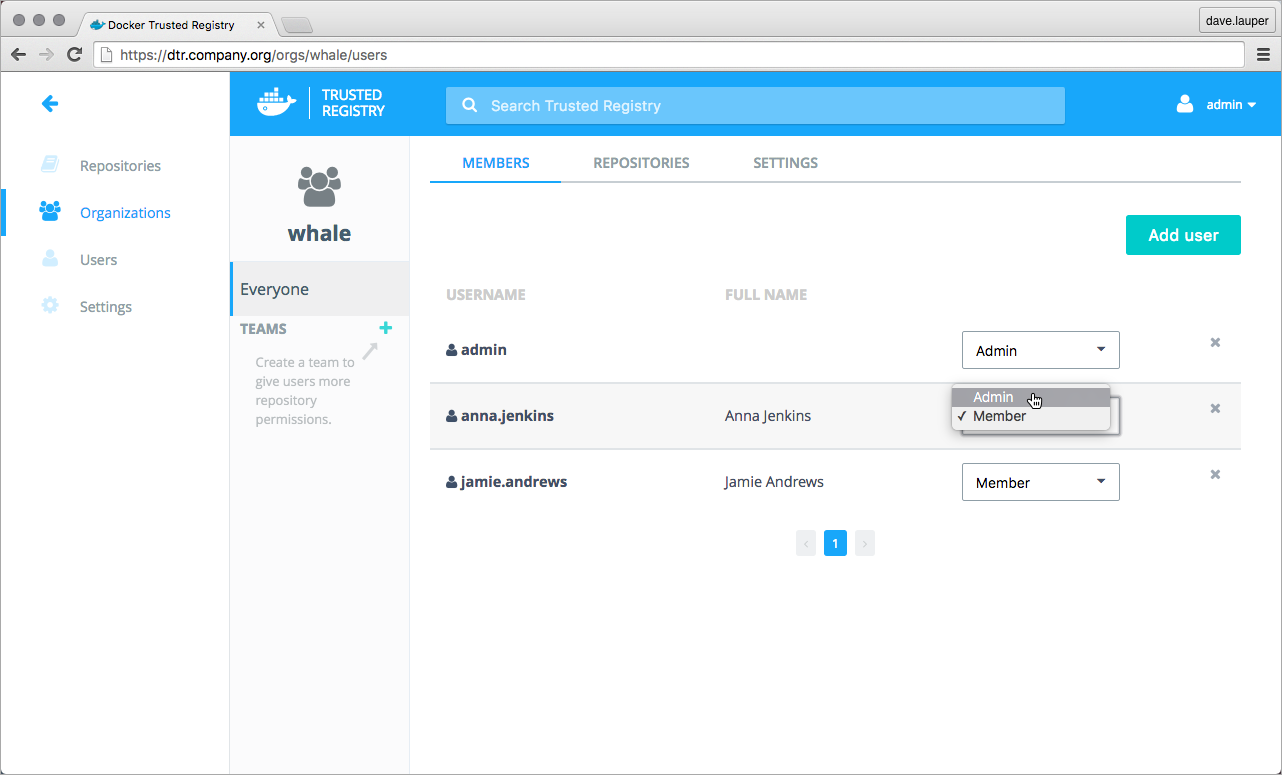 Docker Trusted Registry
dave.lauper
https://dtr.company.org/orgs/whale/users
TRUSTED
REGISTRY
Search Trusted Registry
admin
Repositories
Organizations
Users
Settings
whale
Everyone
TEAMS
Create a team to
give users more
repository
permissions.
MEMBERS REPOSITORIES SETTINGS
Add user
USERNAME FULL NAME
admin Admin
Admin
anna.jenkins Anna Jenkins Member
jamie.andrews Jamie Andrews Member
1